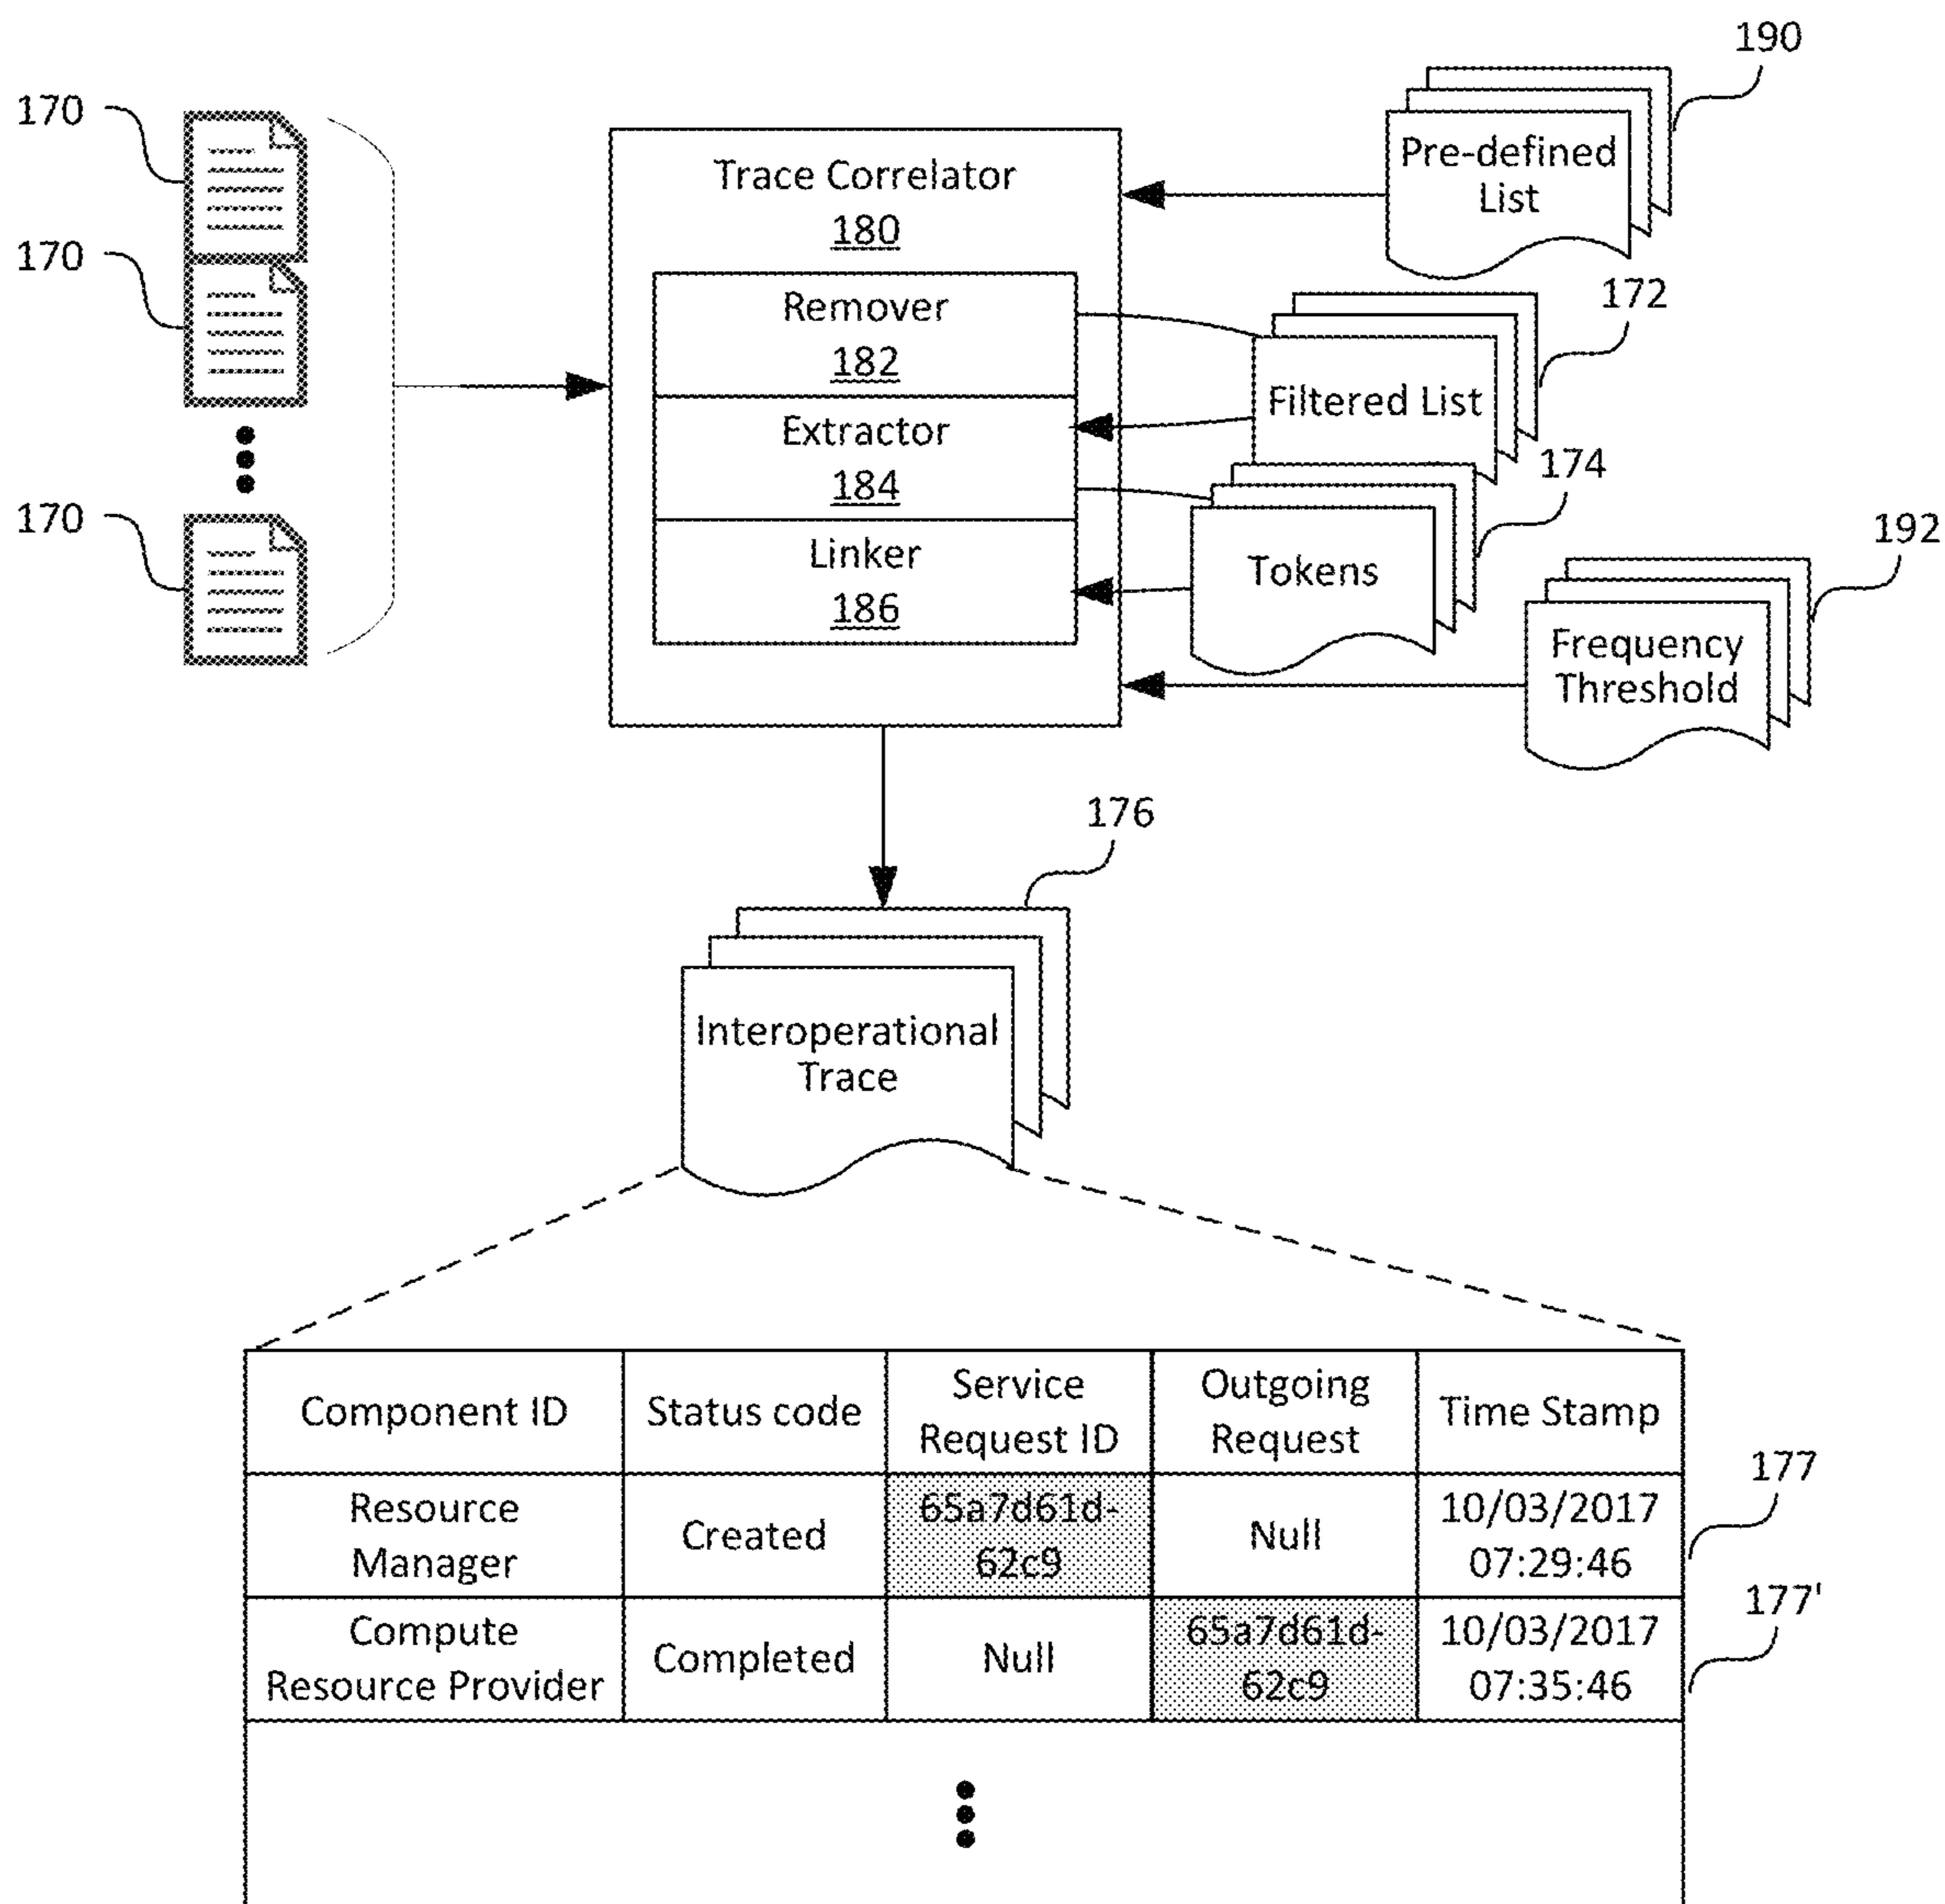 190
170
Pre-defined
List
Trace Correlator
180
170
Remover
182
172
Filtered List
Extractor
184
174
170
192
Linker
186
Tokens
Frequency
Threshold
176
Interoperational
Trace
Component ID
Status code
Service
Request ID
Outgoing
Request
Time Stamp
177
Resource
Manager
Created
65a7d61d-
62c9
Null
10/03/2017
07:29:46
177'
Compute
Resource Provider
Completed
Null
65a7d61d-
62c9
10/03/2017
07:35:46